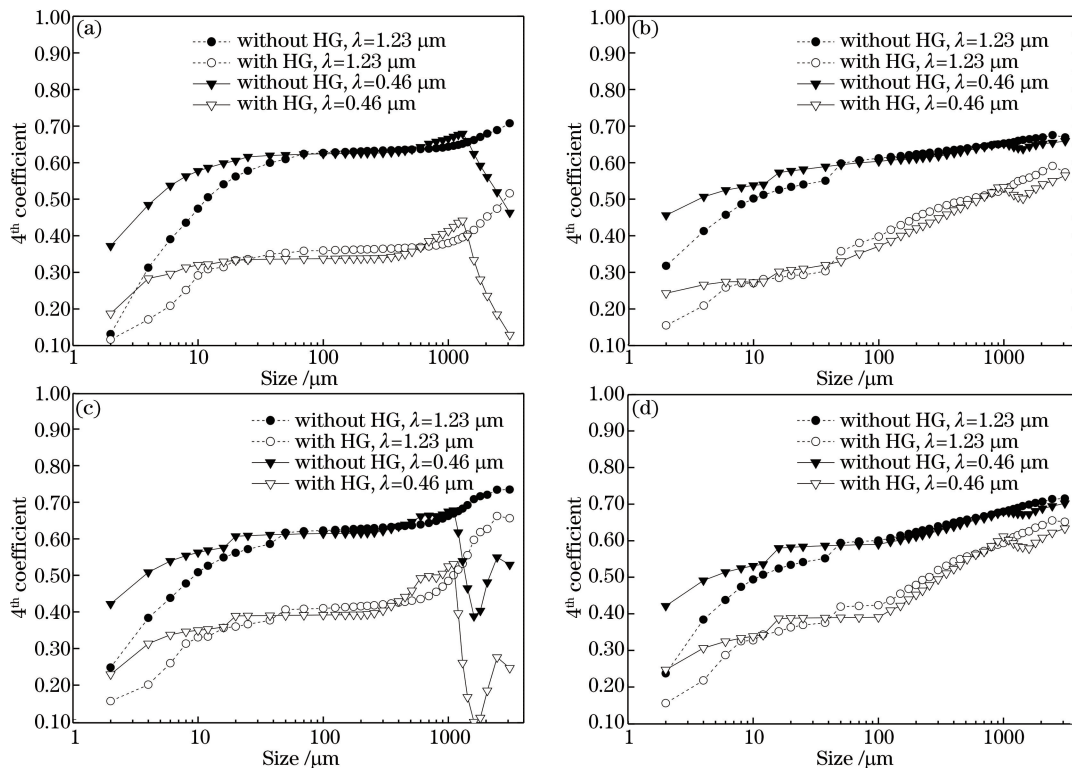 (a)
without HG, λ=1.23 μm
with HG, λ=1.23 μm
without HG, λ=0.46 μm
with HG, λ=0.46 μm
1.00
0.90
0.80
0.70
0.60
0.50
0.40
0.30
0.20
0.10
4th coefficient
1 10 100 1000
Size /μm
(b)
without HG, λ=1.23 μm
with HG, λ=1.23 μm
without HG, λ=0.46 μm
with HG, λ=0.46 μm
1.00
0.90
0.80
0.70
0.60
0.50
0.40
0.30
0.20
0.10
4th coefficient
1 10 100 1000
Size /μm
(c)
without HG, λ=1.23 μm
with HG, λ=1.23 μm
without HG, λ=0.46 μm
with HG, λ=0.46 μm
1.00
0.90
0.80
0.70
0.60
0.50
0.40
0.30
0.20
0.10
4th coefficient
1 10 100 1000
Size /μm
(d)
without HG, λ=1.23 μm
with HG, λ=1.23 μm
without HG, λ=0.46 μm
with HG, λ=0.46 μm
1.00
0.90
0.80
0.70
0.60
0.50
0.40
0.30
0.20
0.10
4th coefficient
1 10 100 1000
Size /μm